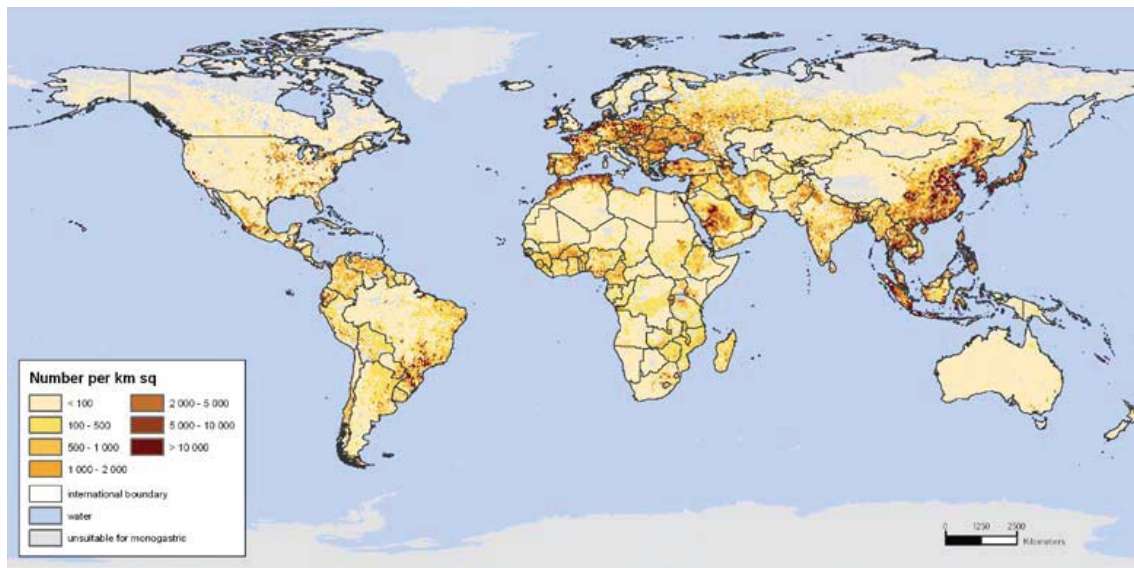 Number per km sq
< 100
100 - 500
500 - 1 000
1 000 - 2 000
2 000 - 5 000
5 000 - 10 000
> 10 000
international boundary
water
unsuitable for monogastric
0 1250 2500
Kilometers